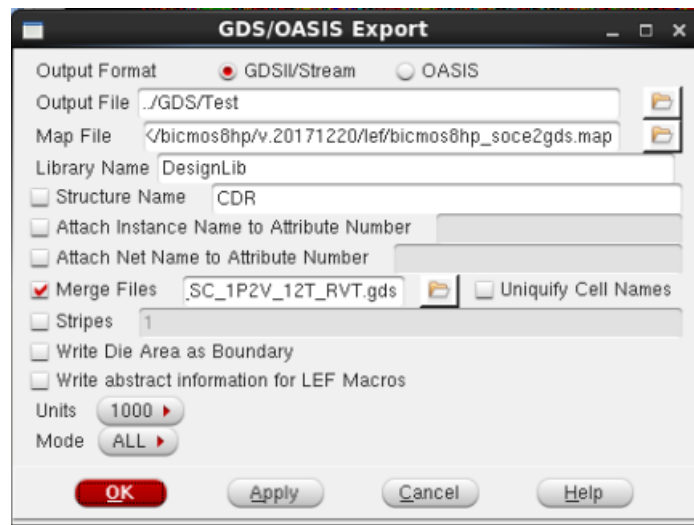 GDS/OASIS Export
Output Format GDSII/Stream OASIS
Output File ../GDS/Test
Map File /bicmos8hp/v.20171220/lef/bicmos8hp_soce2gds.map
Library Name DesignLib
Structure Name CDR
Attach Instance Name to Attribute Number
Attach Net Name to Attribute Number
Merge Files _SC_1P2V_12T_RVT.gds Uniquify Cell Names
Stripes 1
Write Die Area as Boundary
Write abstract information for LEF Macros
Units 1000
Mode ALL
OK Apply Cancel Help